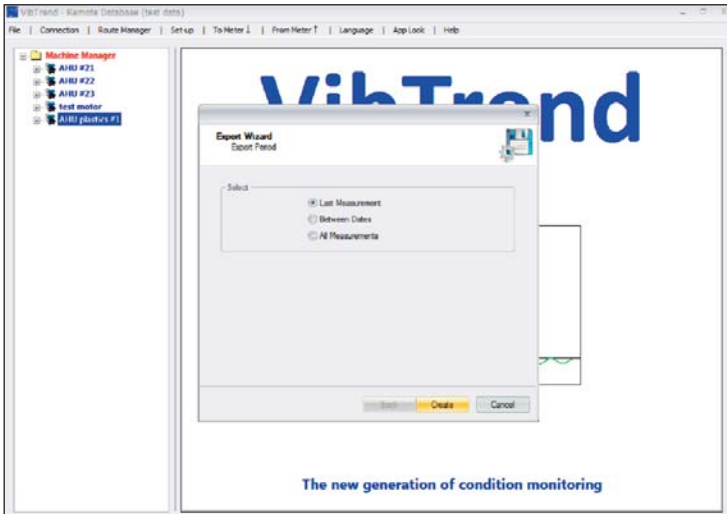 VibTrend - Remote Database (test data)
File | Connection | Route Manager | Set-up | To Meter ↓ | From Meter ↑ | Language | App Look | Help
Machine Manager
AHU #21
AHU #22
AHU #23
test motor
AHU plastics #1
VibTrend
Export Wizard
Export Period
Select
Last Measurement
Between Dates
All Measurements
Back Create Cancel
The new generation of condition monitoring